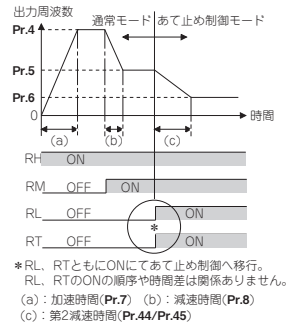 出力周波数
通常モード あて止め制御モード
Pr.4
Pr.5
Pr.6
0
時間
(a) (b) (c)
RH ON
RM OFF ON
RL OFF ON
*
RT OFF ON
*RL、RTともにONにてあて止め制御へ移行。
RL、RTのONの順序や時間差は関係ありません。
(a)：加速時間(Pr.7) (b)：減速時間(Pr.8)
(c)：第2減速時間(Pr.44/Pr.45)